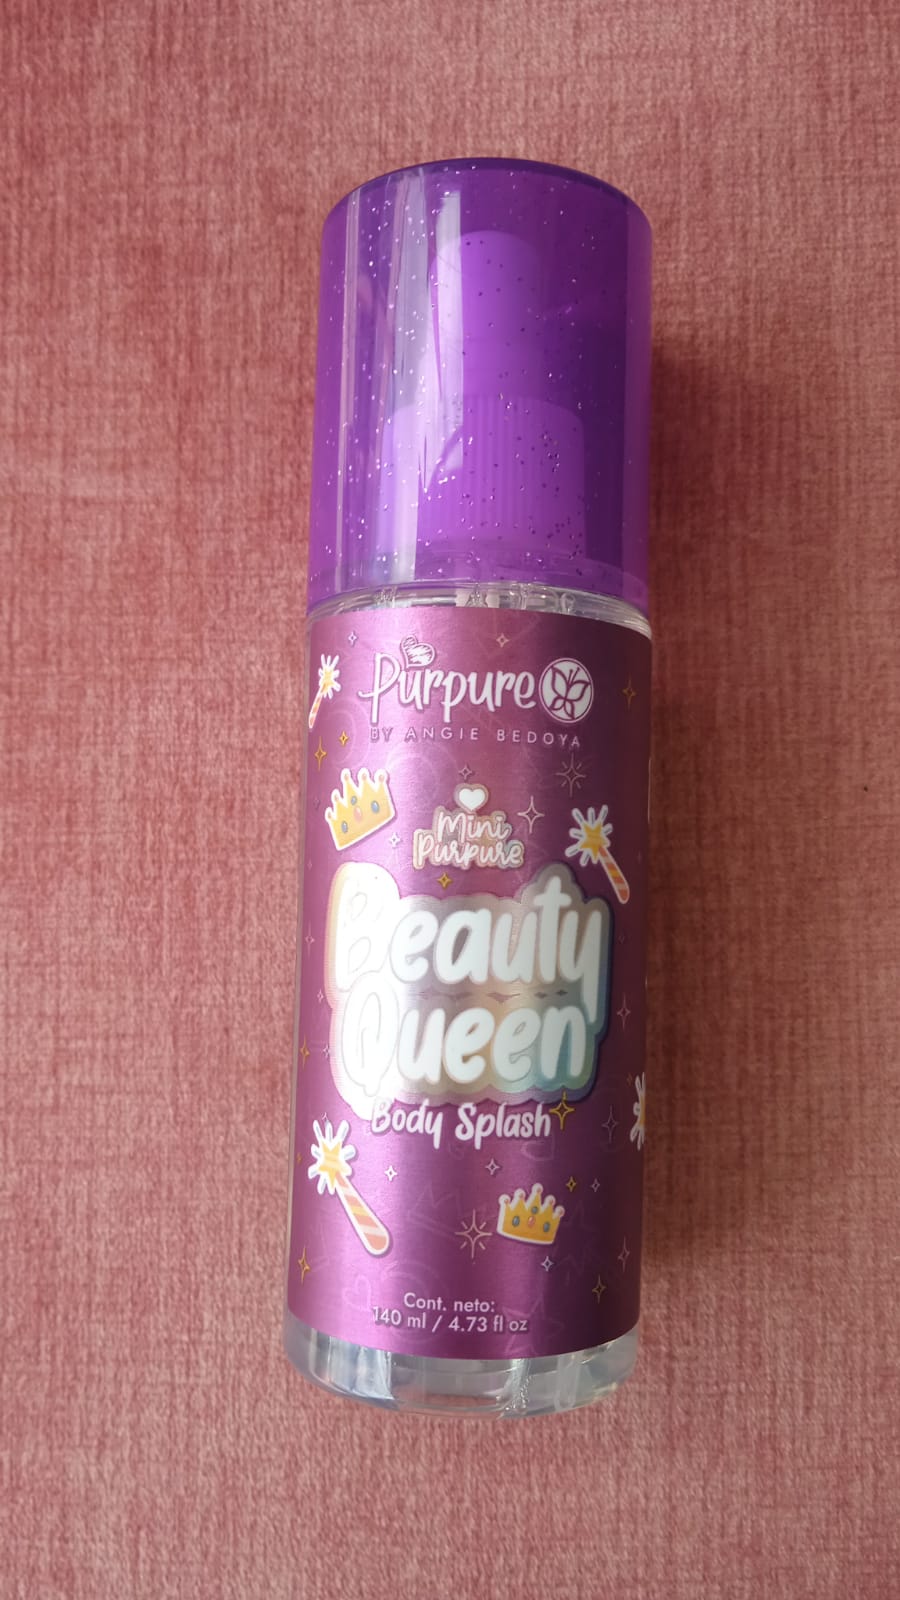 Purpure
BY ANGIE BEDOYA
Mini
Purpure
Beauty
Queen
Body Splash
Cont. neto:
140 ml / 4.73 fl oz